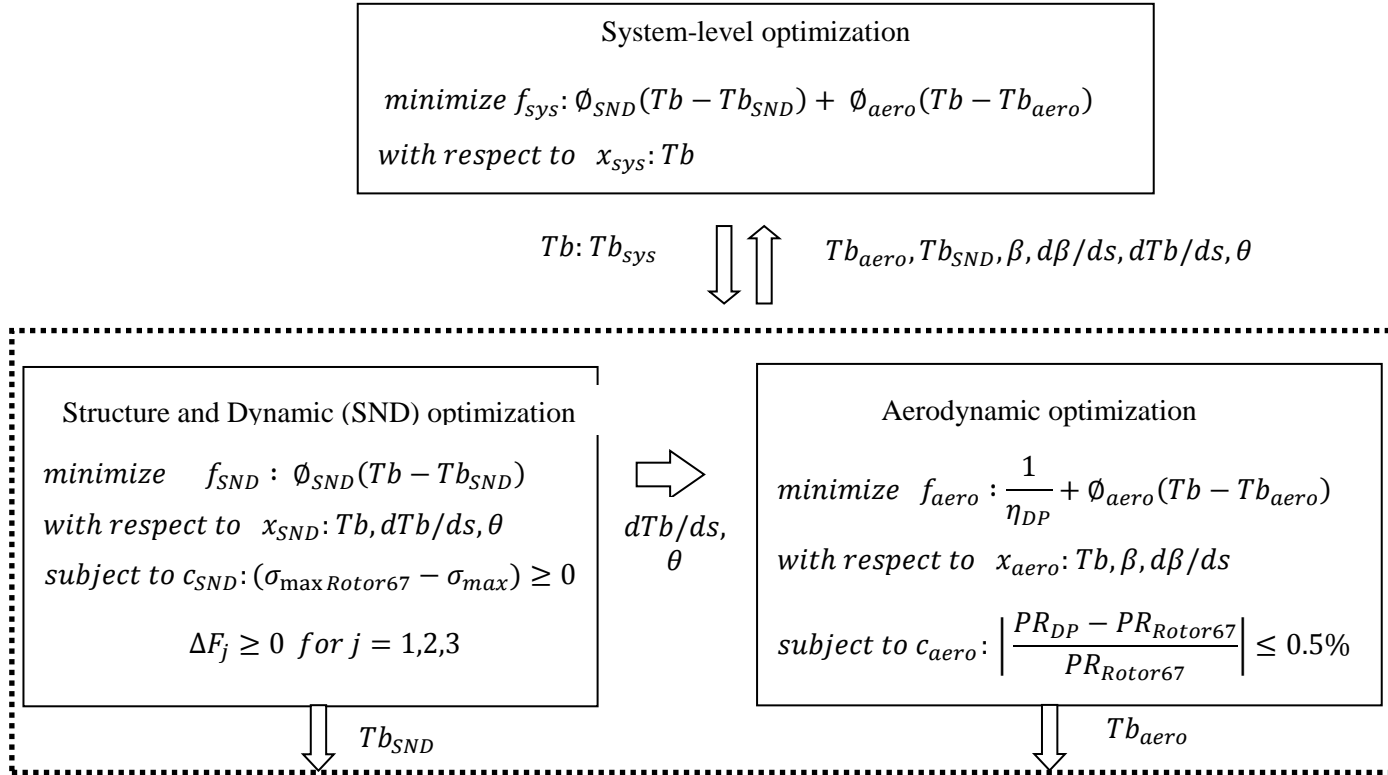 System-level optimization
minimize f_sys: ∅_SND(Tb − Tb_SND) + ∅_aero(Tb − Tb_aero)
with respect to x_sys: Tb
Tb: Tb_sys
Tb_aero, Tb_SND, β, dβ/ds, dTb/ds, θ
Structure and Dynamic (SND) optimization
minimize f_SND : ∅_SND(Tb − Tb_SND)
with respect to x_SND: Tb, dTb/ds, θ
subject to c_SND: (σ_max Rotor67 − σ_max) ≥ 0
ΔF_j ≥ 0 for j = 1,2,3
Tb_SND
dTb/ds,
θ
Aerodynamic optimization
minimize f_aero : 1/η_DP + ∅_aero(Tb − Tb_aero)
with respect to x_aero: Tb, β, dβ/ds
subject to c_aero: |(PR_DP − PR_Rotor67)/PR_Rotor67| ≤ 0.5%
Tb_aero